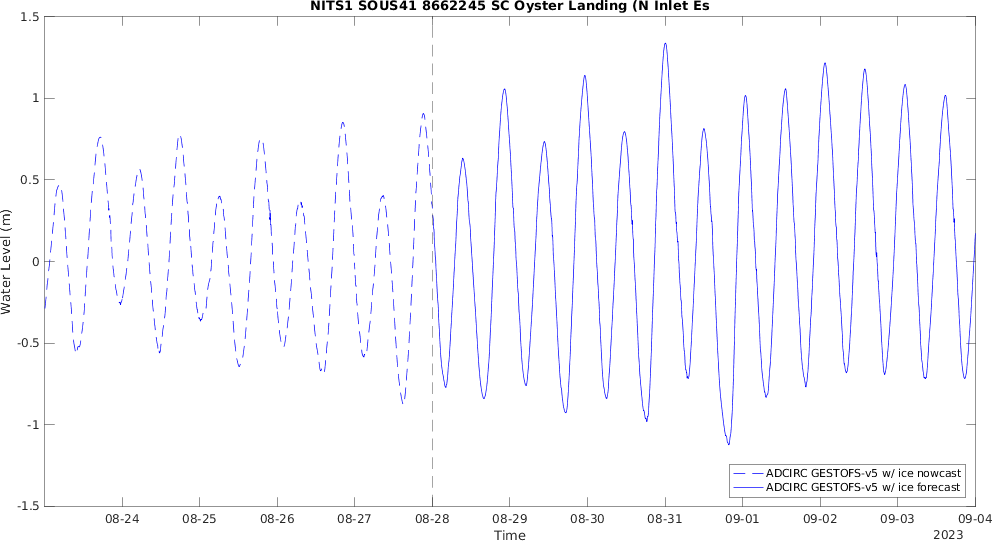 NITS1 SOUS41 8662245 SC Oyster Landing (N Inlet Es
1.5
1
0.5
0
-0.5
-1
-1.5
Water Level (m)
ADCIRC GESTOFS-v5 w/ ice nowcast
ADCIRC GESTOFS-v5 w/ ice forecast
08-24 08-25 08-26 08-27 08-28 08-29 08-30 08-31 09-01 09-02 09-03 09-04
Time
2023